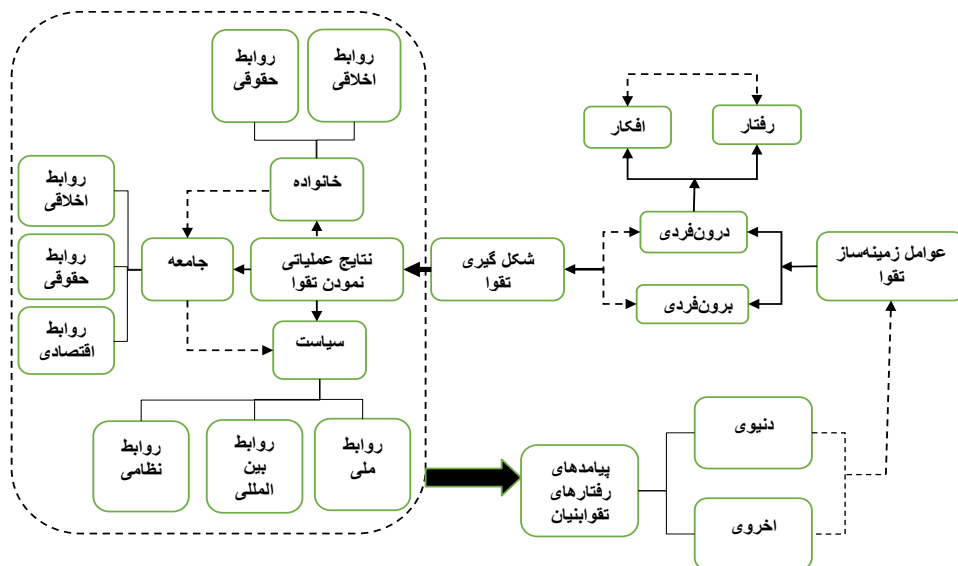 عوامل زمینه‌ساز
تقوا
درون‌فردی
برون‌فردی
رفتار
افکار
شکل گیری
تقوا
نتایج عملیاتی
نمودن تقوا
خانواده
روابط
اخلاقی
روابط
حقوقی
جامعه
روابط
اخلاقی
روابط
حقوقی
روابط
اقتصادی
سیاست
روابط
ملی
روابط
بین
المللی
روابط
نظامی
پیامدهای
رفتارهای
تقوابنیان
دنیوی
اخروی